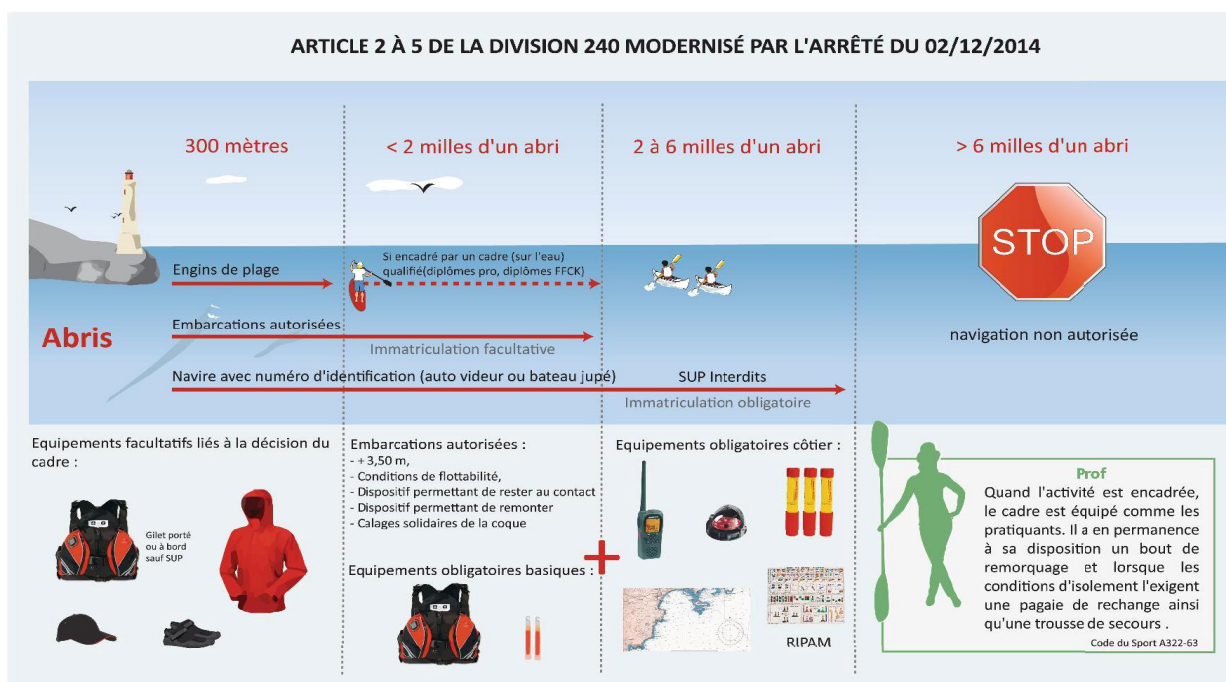 ARTICLE 2 À 5 DE LA DIVISION 240 MODERNISÉ PAR L'ARRÊTÉ DU 02/12/2014
300 mètres
< 2 milles d'un abri
2 à 6 milles d'un abri
> 6 milles d'un abri
STOP
navigation non autorisée
Engins de plage
Si encadré par un cadre (sur l'eau)
qualifié(diplômes pro, diplômes FFCK)
Abris
Embarcations autorisées
Immatriculation facultative
Navire avec numéro d'identification (auto videur ou bateau jupé)
SUP Interdits
Immatriculation obligatoire
Equipements facultatifs liés à la décision du
cadre :
Gilet porté
ou à bord
sauf SUP
Embarcations autorisées :
- + 3,50 m,
- Conditions de flottabilité,
- Dispositif permettant de rester au contact
- Dispositif permettant de remonter
- Calages solidaires de la coque
Equipements obligatoires basiques :
+
Equipements obligatoires côtier :
RIPAM
Prof
Quand l'activité est encadrée,
le cadre est équipé comme les
pratiquants. Il a en permanence
à sa disposition un bout de
remorquage et lorsque les
conditions d'isolement l'exigent
une pagaie de rechange ainsi
qu'une trousse de secours .
Code du Sport A322-63